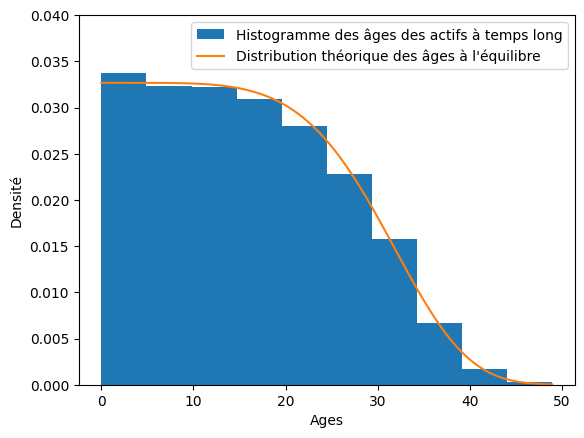 Histogramme des âges des actifs à temps long
Distribution théorique des âges à l'équilibre
0.040
0.035
0.030
0.025
0.020
0.015
0.010
0.005
0.000
Densité
0 10 20 30 40 50
Ages